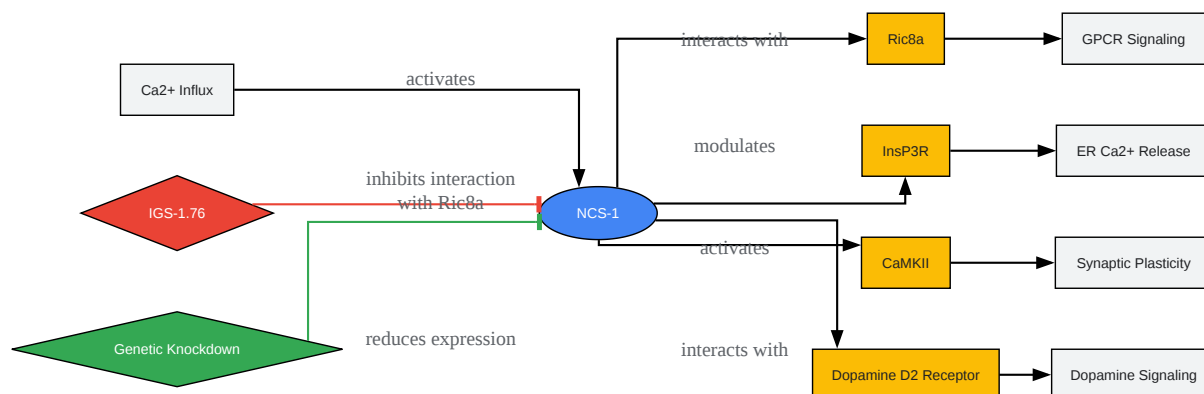 interacts with
Ric8a
GPCR Signaling
activates
Ca2+ Influx
modulates
InsP3R
ER Ca2+ Release
inhibits interaction
with Ric8a
IGS-1.76
NCS-1
activates
CaMKII
Synaptic Plasticity
Genetic Knockdown
reduces expression
interacts with
Dopamine D2 Receptor
Dopamine Signaling